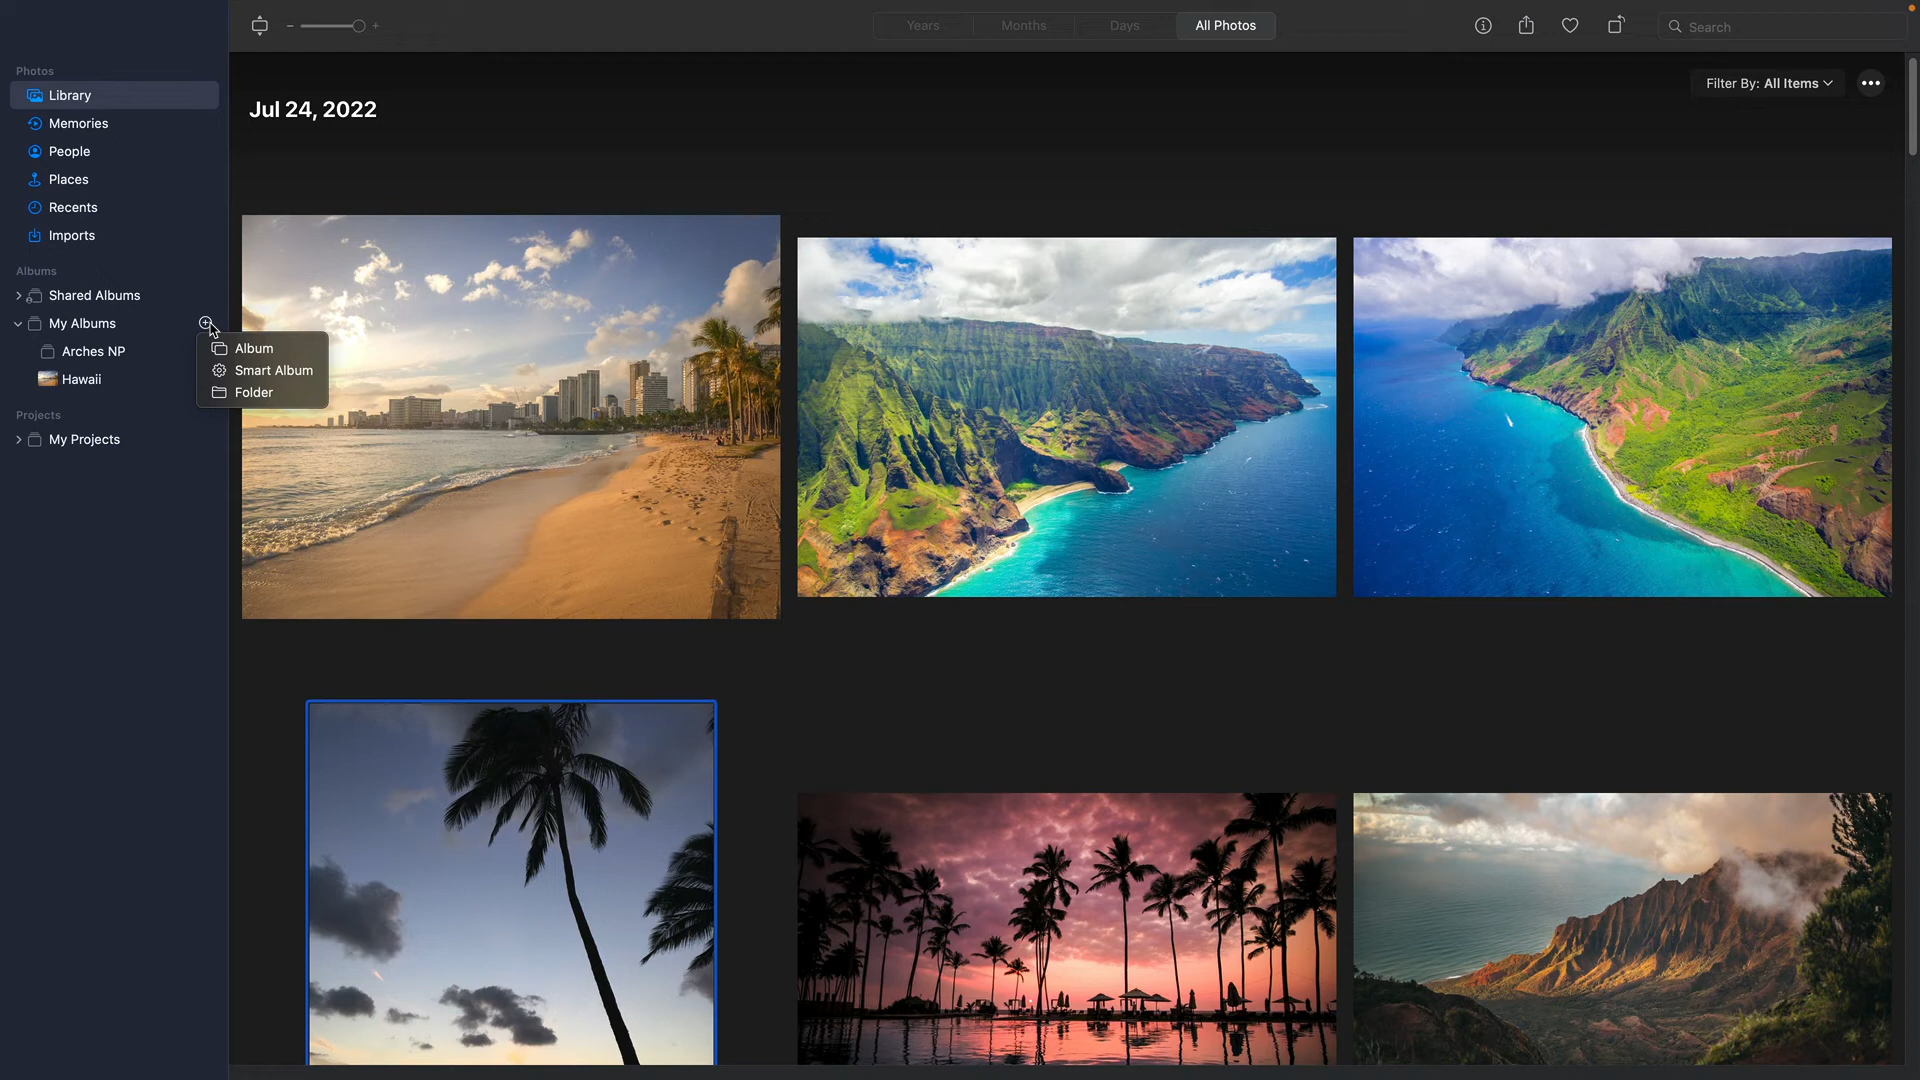 Years Months Days All Photos
Search
Photos
Library
Memories
People
Places
Recents
Imports
Albums
Shared Albums
My Albums
Arches NP
Hawaii
Projects
My Projects
Album
Smart Album
Folder
Jul 24, 2022
Filter By: All Items